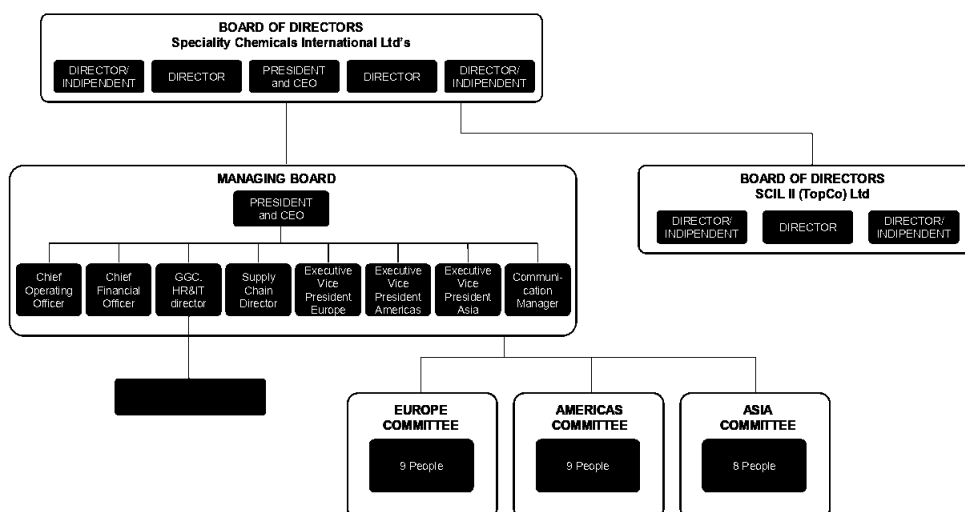 BOARD OF DIRECTORS
Speciality Chemicals International Ltd's
DIRECTOR/
INDIPENDENT
DIRECTOR
PRESIDENT
and CEO
DIRECTOR
DIRECTOR/
INDIPENDENT
MANAGING BOARD
PRESIDENT
and CEO
Chief
Operating
Officer
Chief
Financial
Officer
GGC.
HR&IT
director
Supply
Chain
Director
Executive
Vice
President
Europe
Executive
Vice
President
Americas
Executive
Vice
President
Asia
Communi-
cation
Manager
BOARD OF DIRECTORS
SCIL II (TopCo) Ltd
DIRECTOR/
INDIPENDENT
DIRECTOR
DIRECTOR/
INDIPENDENT
EUROPE
COMMITTEE
9 People
AMERICAS
COMMITTEE
9 People
ASIA
COMMITTEE
8 People